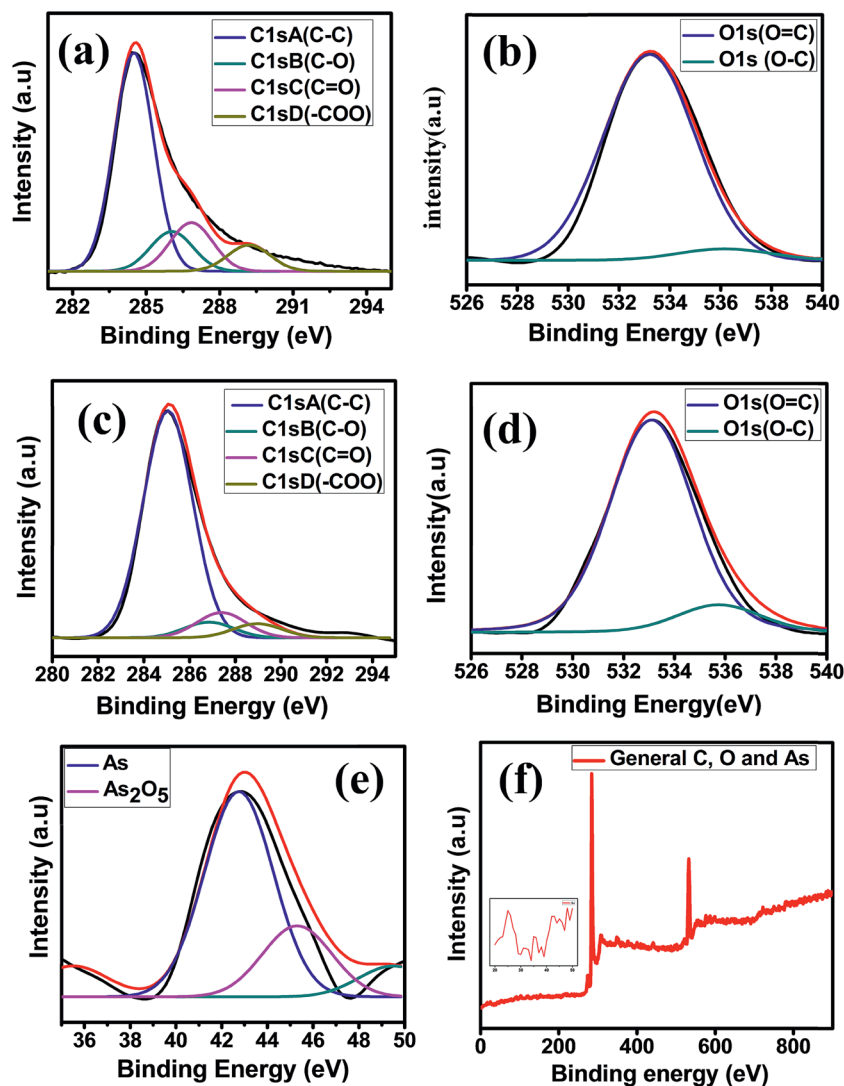 (a)
C1sA(C-C)
C1sB(C-O)
C1sC(C=O)
C1sD(-COO)
Intensity (a.u)
282 285 288 291 294
Binding Energy (eV)
(b)
O1s(O=C)
O1s (O-C)
intensity(a.u)
526 528 530 532 534 536 538 540
Binding Energy (eV)
(c)
C1sA(C-C)
C1sB(C-O)
C1sC(C=O)
C1sD(-COO)
Intensity (a.u)
280 282 284 286 288 290 292 294
Binding Energy (eV)
(d)
O1s(O=C)
O1s(O-C)
Intensity(a.u)
526 528 530 532 534 536 538 540
Binding Energy(eV)
(e)
As
As2O5
Intensity (a.u)
36 38 40 42 44 46 48 50
Binding Energy (eV)
(f)
General C, O and As
Intensity (a.u)
20 30 40 50
0 200 400 600 800
Binding energy (eV)